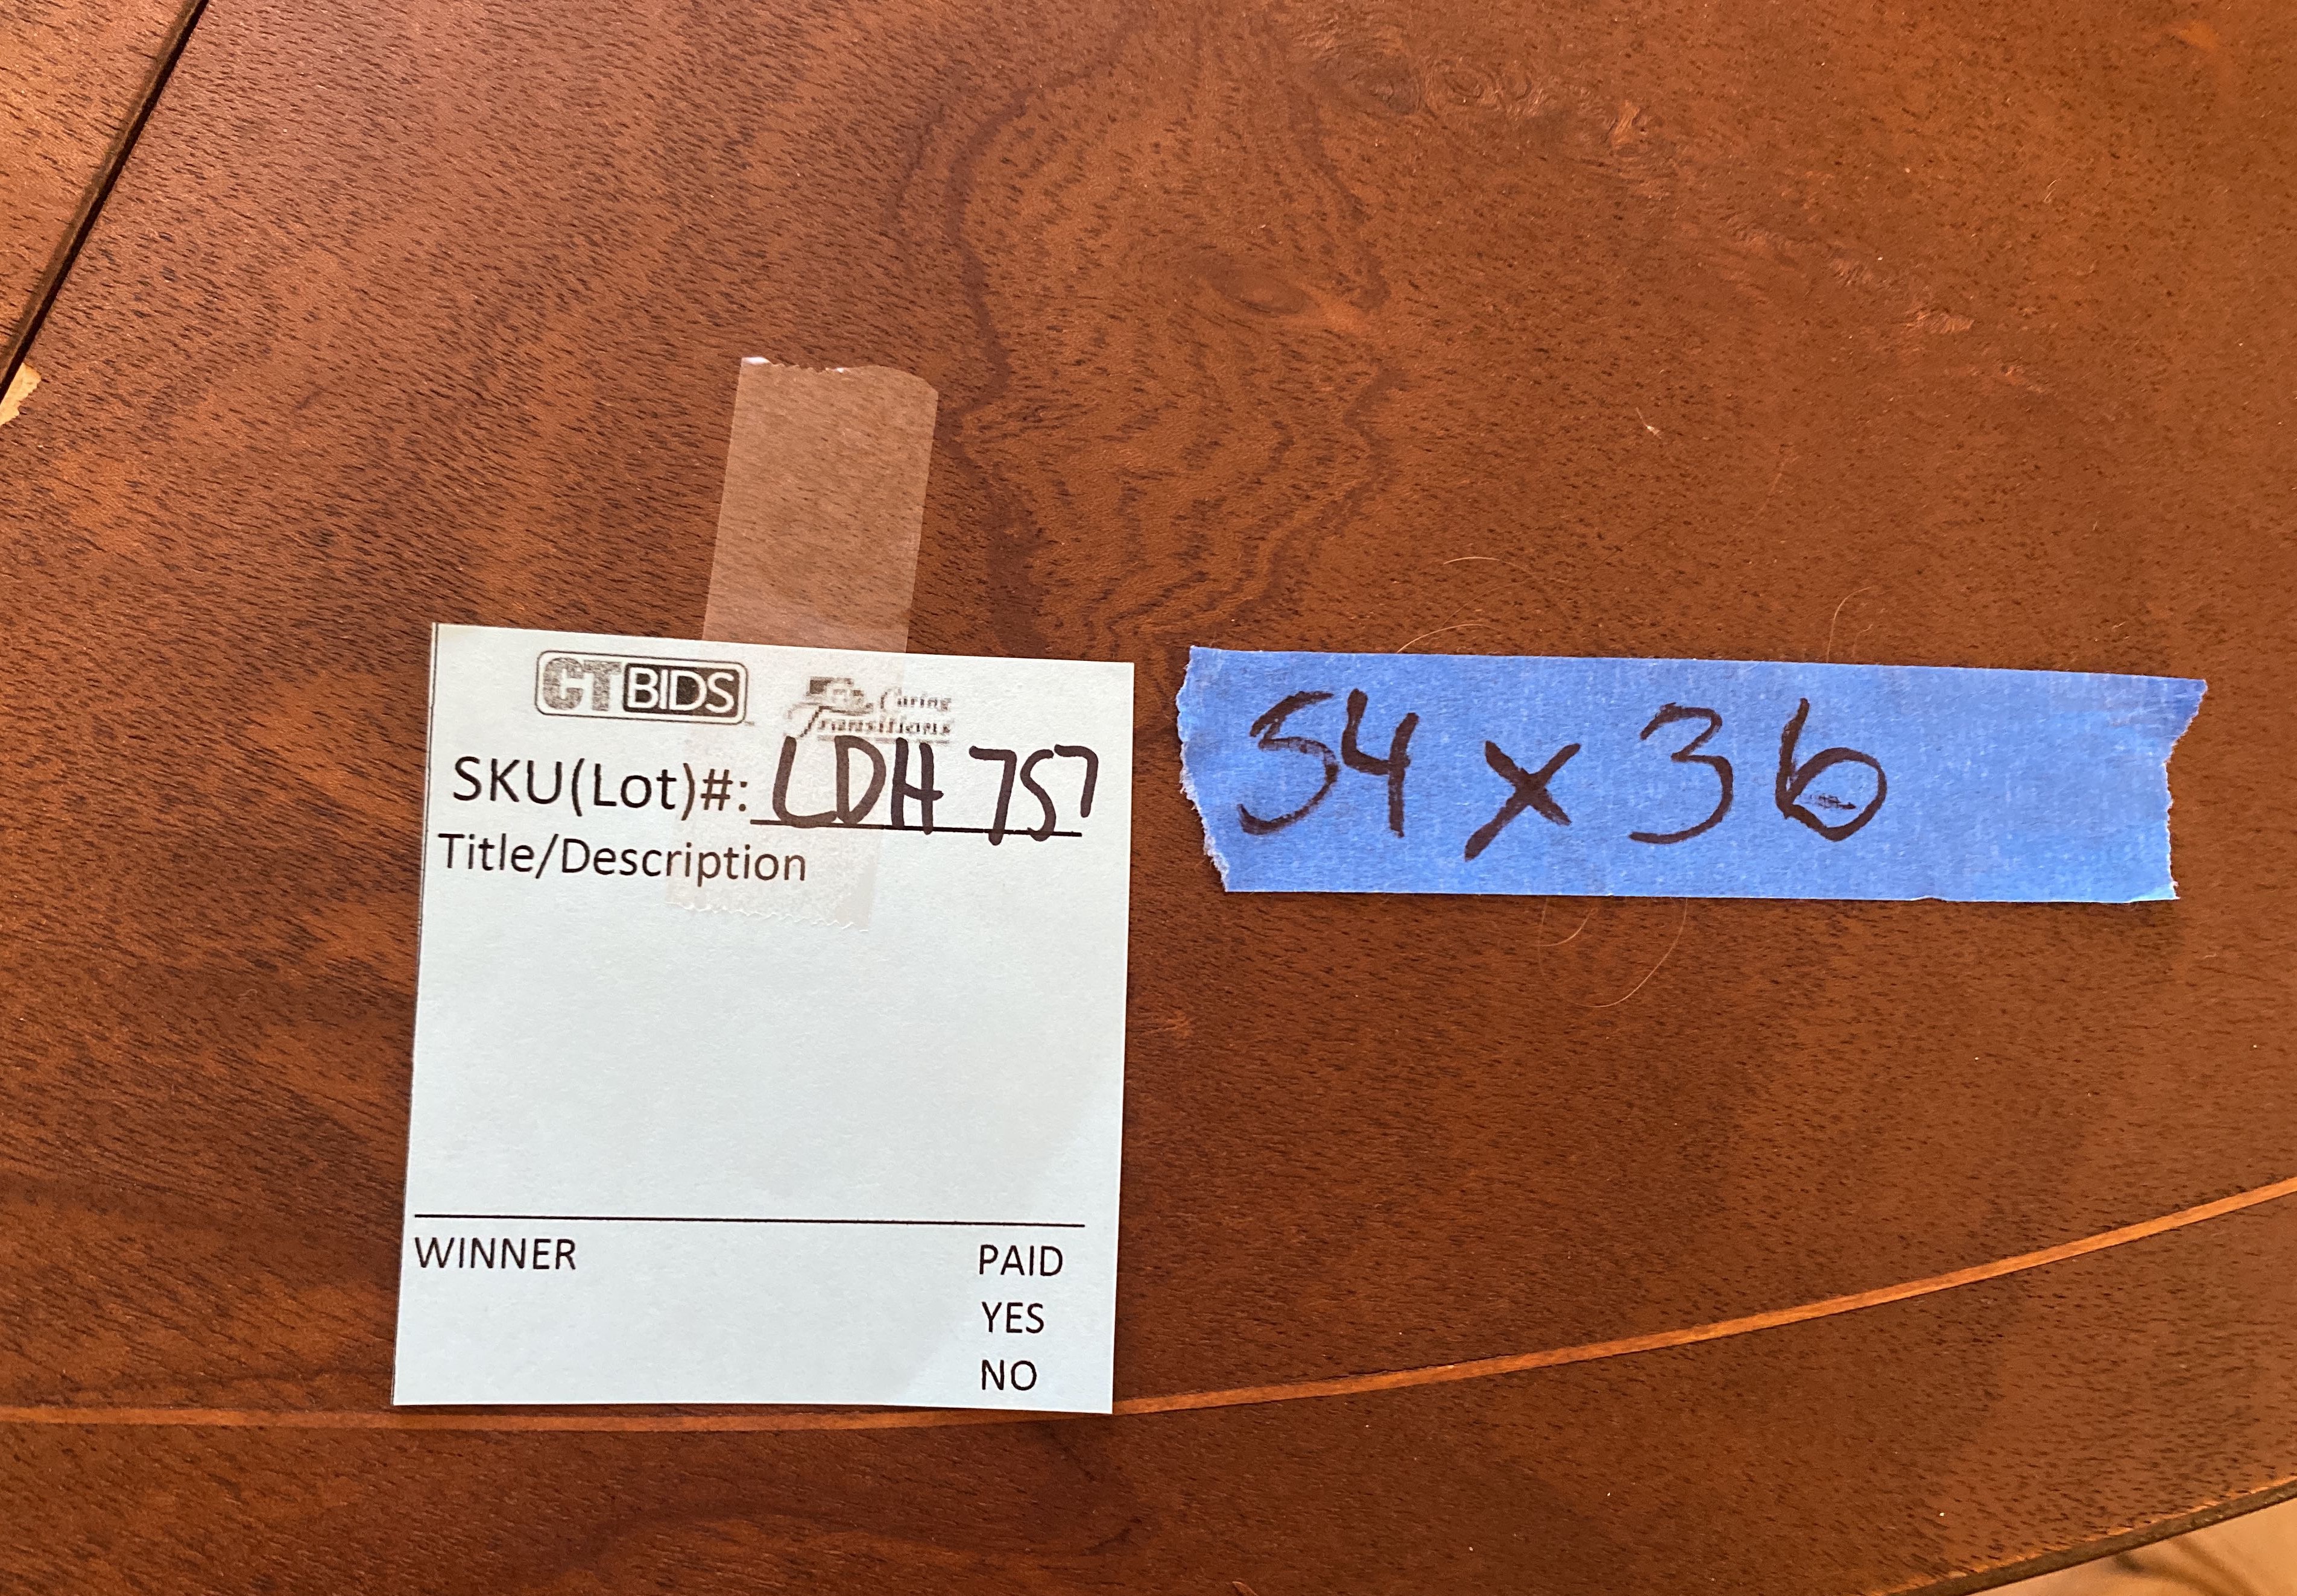 CTBIDS
Caring
Transitions
SKU(Lot)#: LDH 757
Title/Description
WINNER PAID
YES
NO
54 x 36